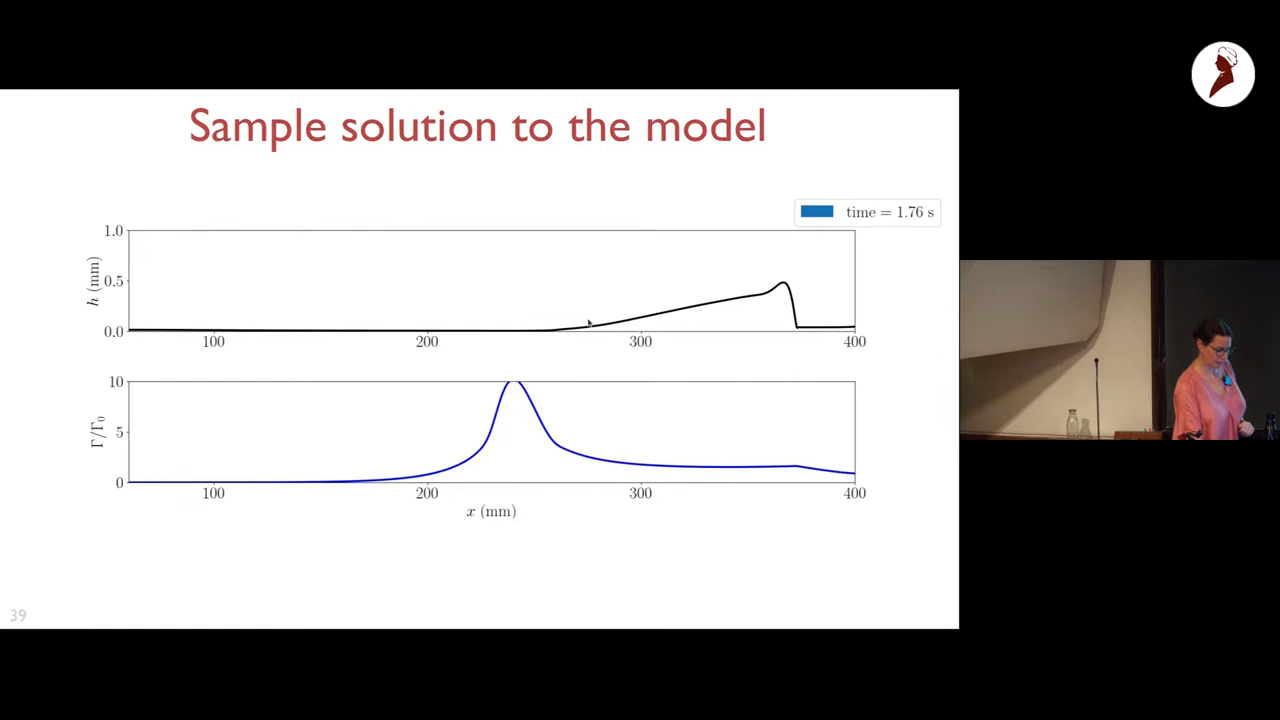 Sample solution to the model
time = 1.76 s
1.0
0.5
0.0
h (mm)
100 200 300 400
10
5
0
Γ/Γ0
100 200 300 400
x (mm)
39